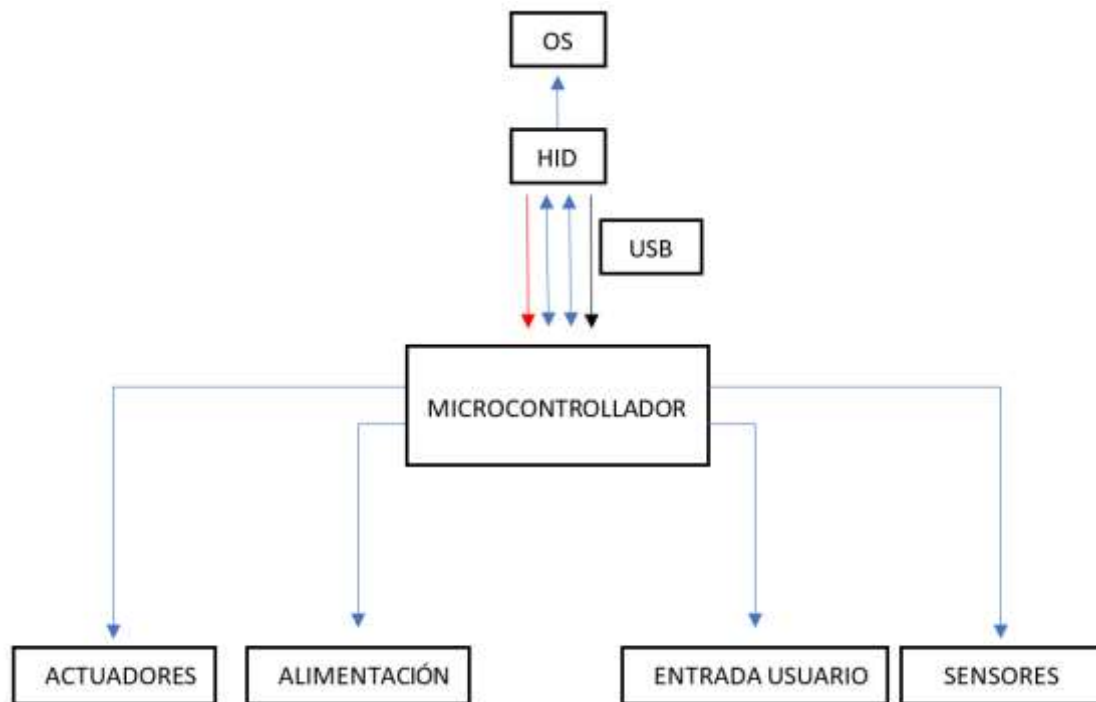 OS
HID
USB
MICROCONTROLLADOR
ACTUADORES
ALIMENTACIÓN
ENTRADA USUARIO
SENSORES